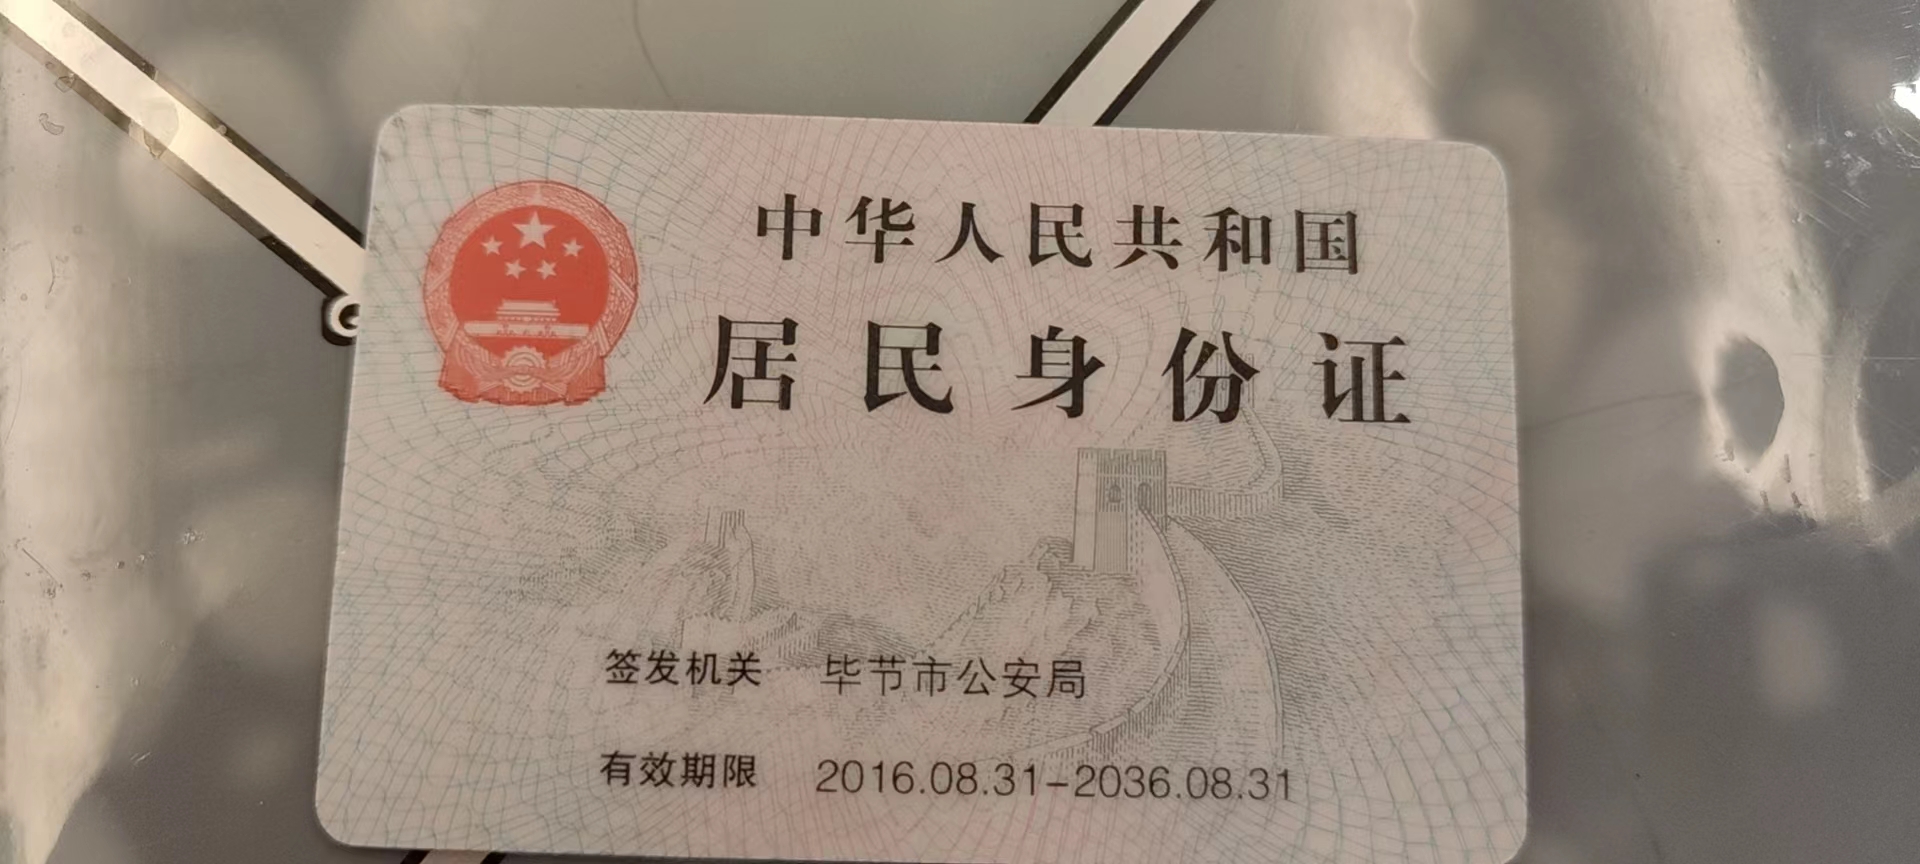 中华人民共和国
居民身份证
签发机关 毕节市公安局
有效期限 2016.08.31-2036.08.31